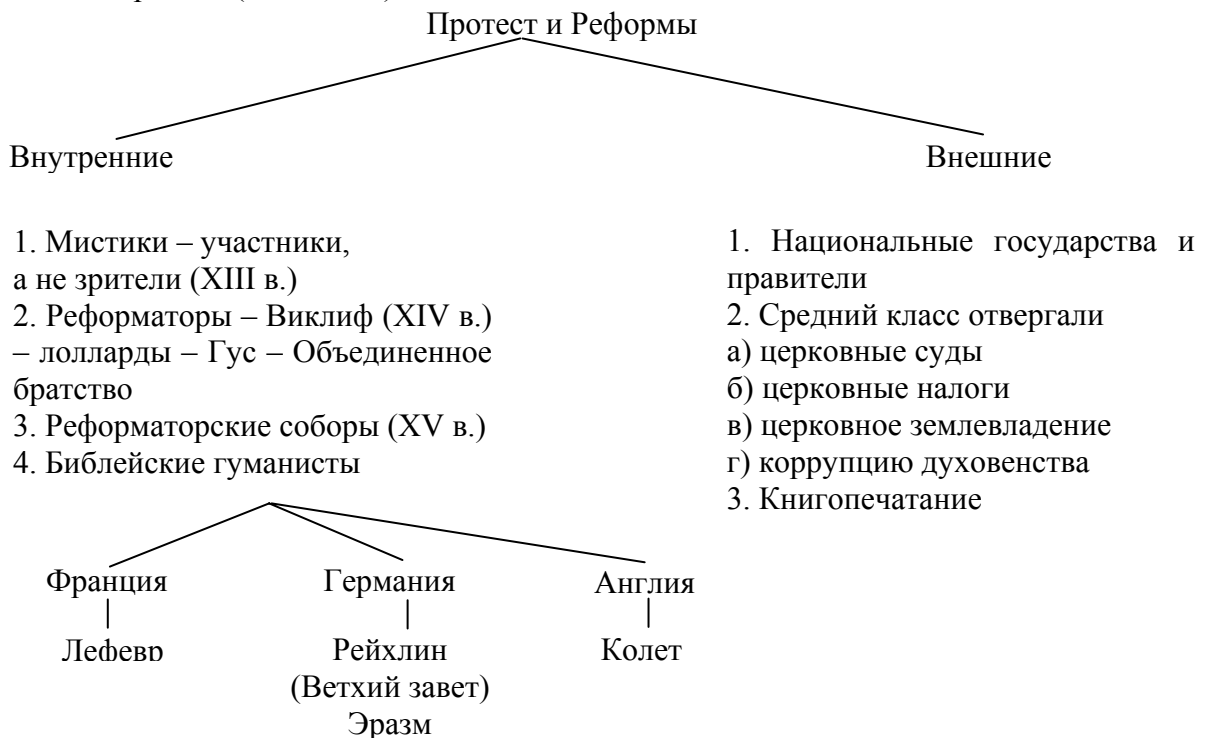 Протест и Реформы
Внутренние
Внешние
1. Мистики – участники,
а не зрители (XIII в.)
2. Реформаторы – Виклиф (XIV в.)
– лолларды – Гус – Объединенное
братство
3. Реформаторские соборы (XV в.)
4. Библейские гуманисты
1. Национальные государства и
правители
2. Средний класс отвергали
а) церковные суды
б) церковные налоги
в) церковное землевладение
г) коррупцию духовенства
3. Книгопечатание
Франция
Германия
Англия
Лефевр
Рейхлин
Колет
(Ветхий завет)
Эразм